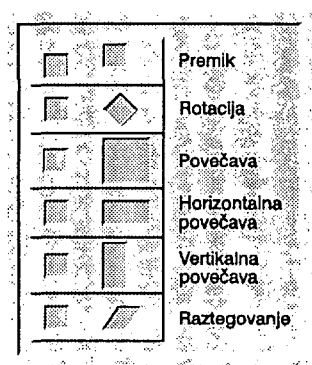 Premik
Rotacija
Povečava
Horizontalna
povečava
Vertikalna
povečava
Raztegovanje